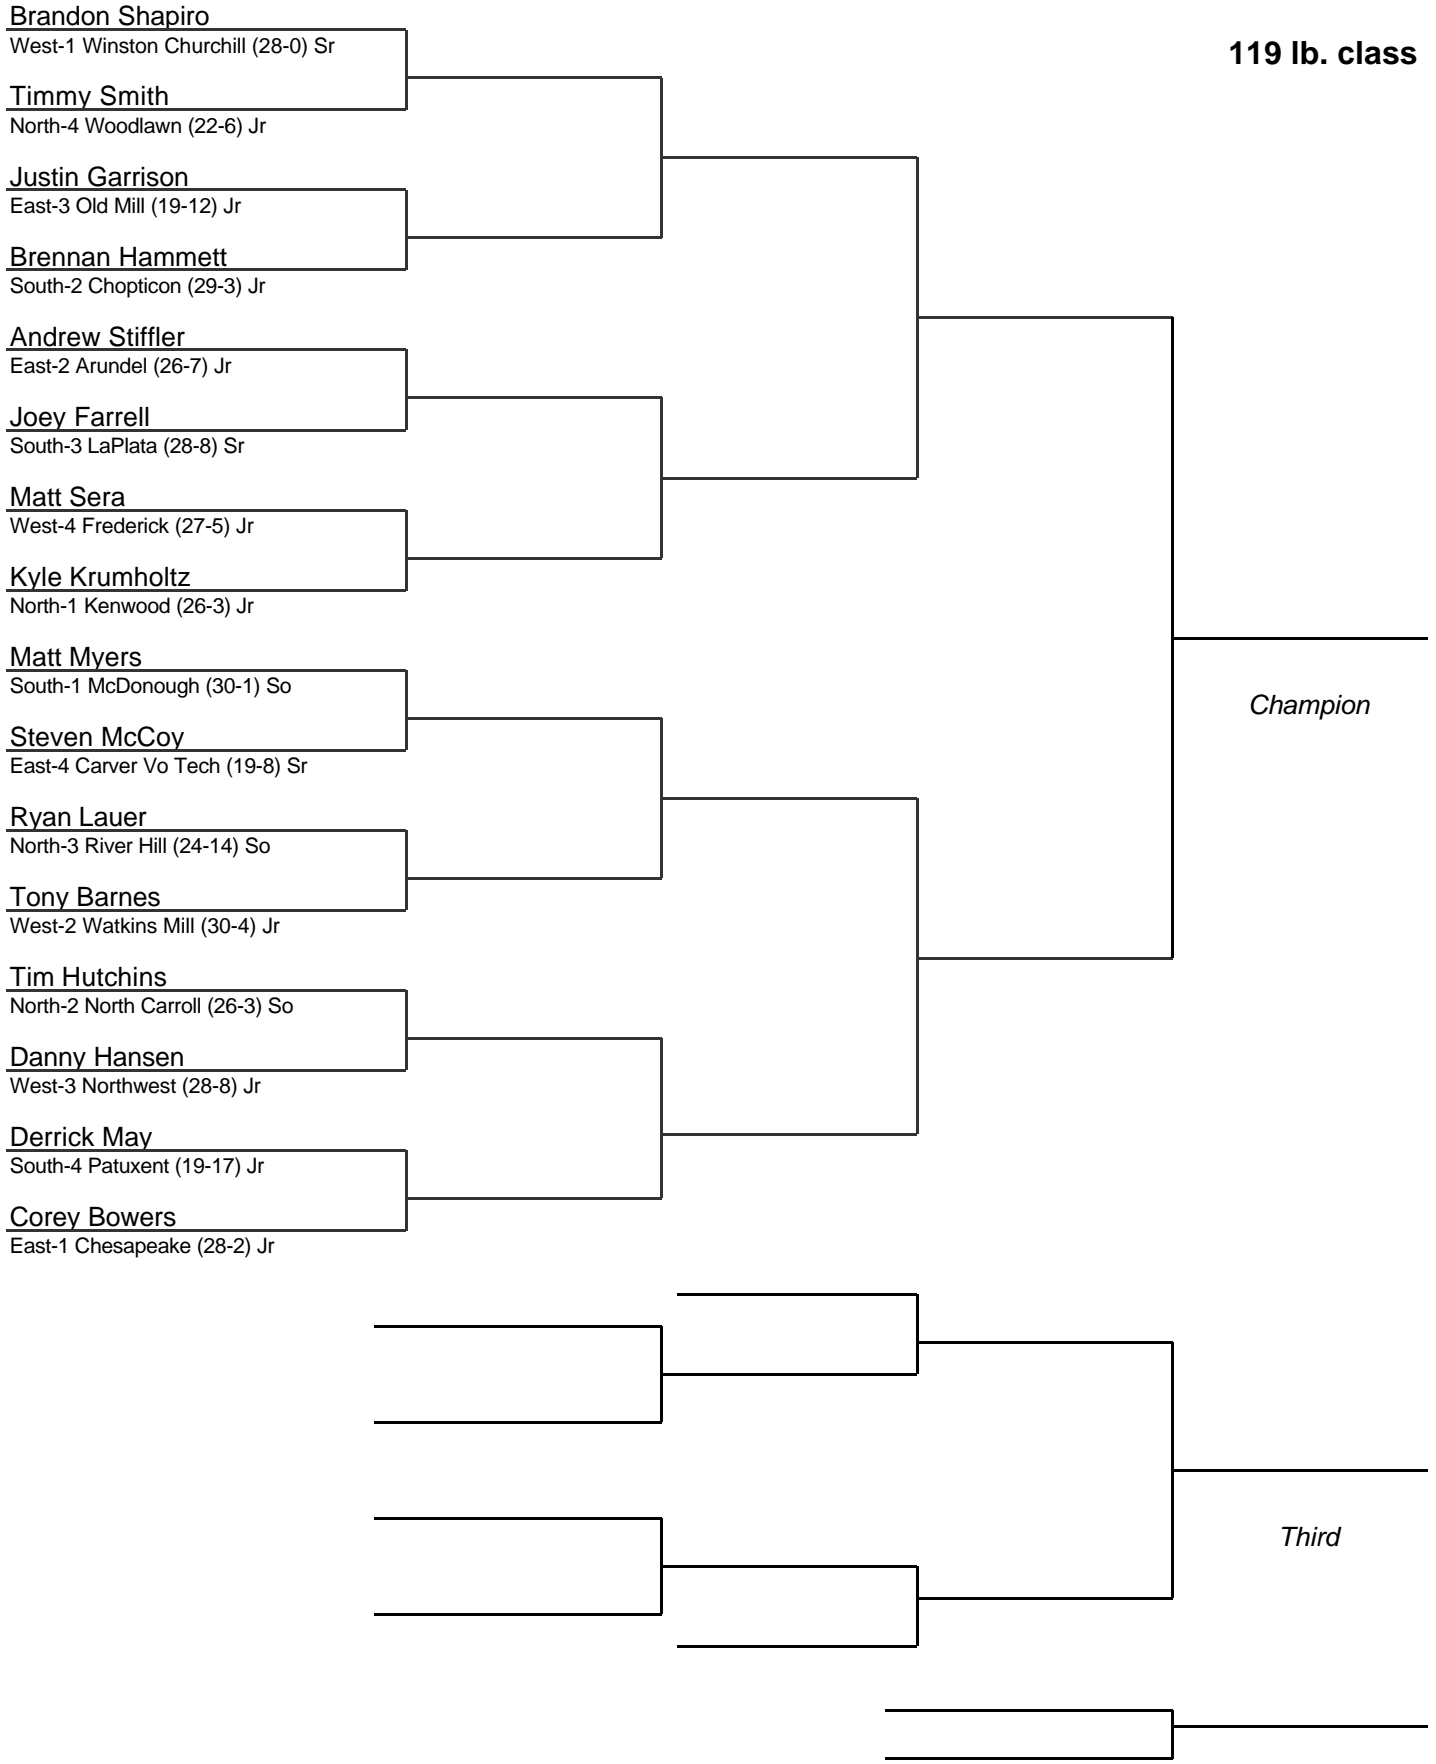 Brandon Shapiro
West-1 Winston Churchill (28-0) Sr
119 lb. class
Timmy Smith
North-4 Woodlawn (22-6) Jr
Justin Garrison
East-3 Old Mill (19-12) Jr
Brennan Hammett
South-2 Chopticon (29-3) Jr
Andrew Stiffler
East-2 Arundel (26-7) Jr
Joey Farrell
South-3 LaPlata (28-8) Sr
Matt Sera
West-4 Frederick (27-5) Jr
Kyle Krumholtz
North-1 Kenwood (26-3) Jr
Matt Myers
South-1 McDonough (30-1) So
Champion
Steven McCoy
East-4 Carver Vo Tech (19-8) Sr
Ryan Lauer
North-3 River Hill (24-14) So
Tony Barnes
West-2 Watkins Mill (30-4) Jr
Tim Hutchins
North-2 North Carroll (26-3) So
Danny Hansen
West-3 Northwest (28-8) Jr
Derrick May
South-4 Patuxent (19-17) Jr
Corey Bowers
East-1 Chesapeake (28-2) Jr
Third